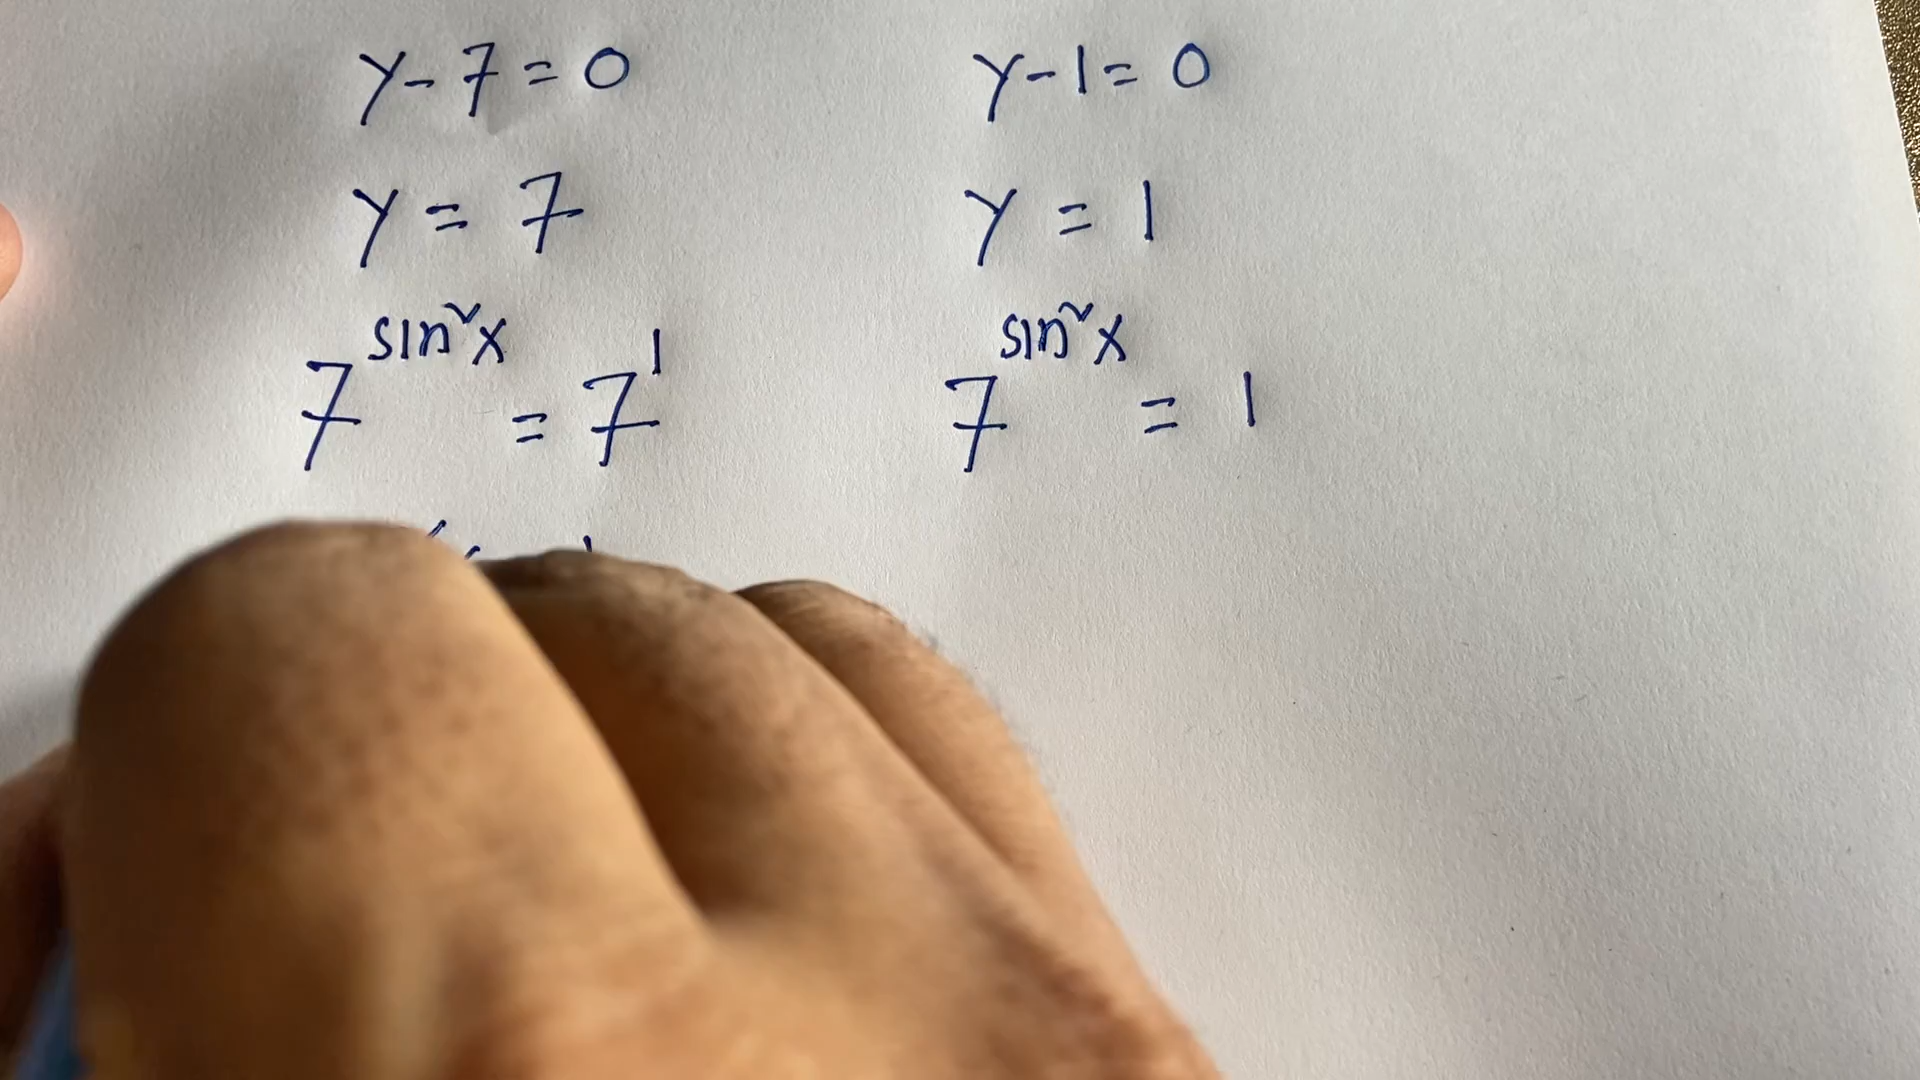 y - 7 = 0
y = 7
7^{sin²x} = 7^1
y - 1 = 0
y = 1
7^{sin²x} = 1